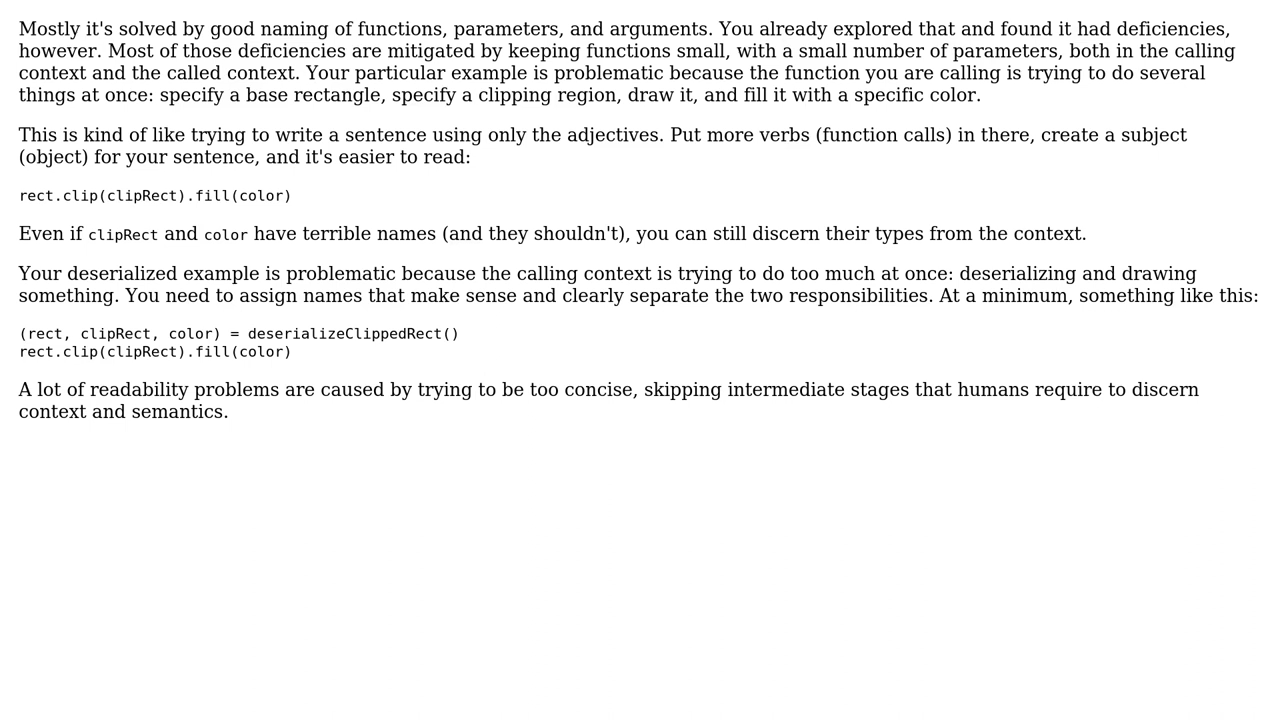 Mostly it's solved by good naming of functions, parameters, and arguments. You already explored that and found it had deficiencies,
however. Most of those deficiencies are mitigated by keeping functions small, with a small number of parameters, both in the calling
context and the called context. Your particular example is problematic because the function you are calling is trying to do several
things at once: specify a base rectangle, specify a clipping region, draw it, and fill it with a specific color.
This is kind of like trying to write a sentence using only the adjectives. Put more verbs (function calls) in there, create a subject
(object) for your sentence, and it's easier to read:
rect.clip(clipRect).fill(color)
Even if clipRect and color have terrible names (and they shouldn't), you can still discern their types from the context.
Your deserialized example is problematic because the calling context is trying to do too much at once: deserializing and drawing
something. You need to assign names that make sense and clearly separate the two responsibilities. At a minimum, something like this:
(rect, clipRect, color) = deserializeClippedRect()
rect.clip(clipRect).fill(color)
A lot of readability problems are caused by trying to be too concise, skipping intermediate stages that humans require to discern
context and semantics.